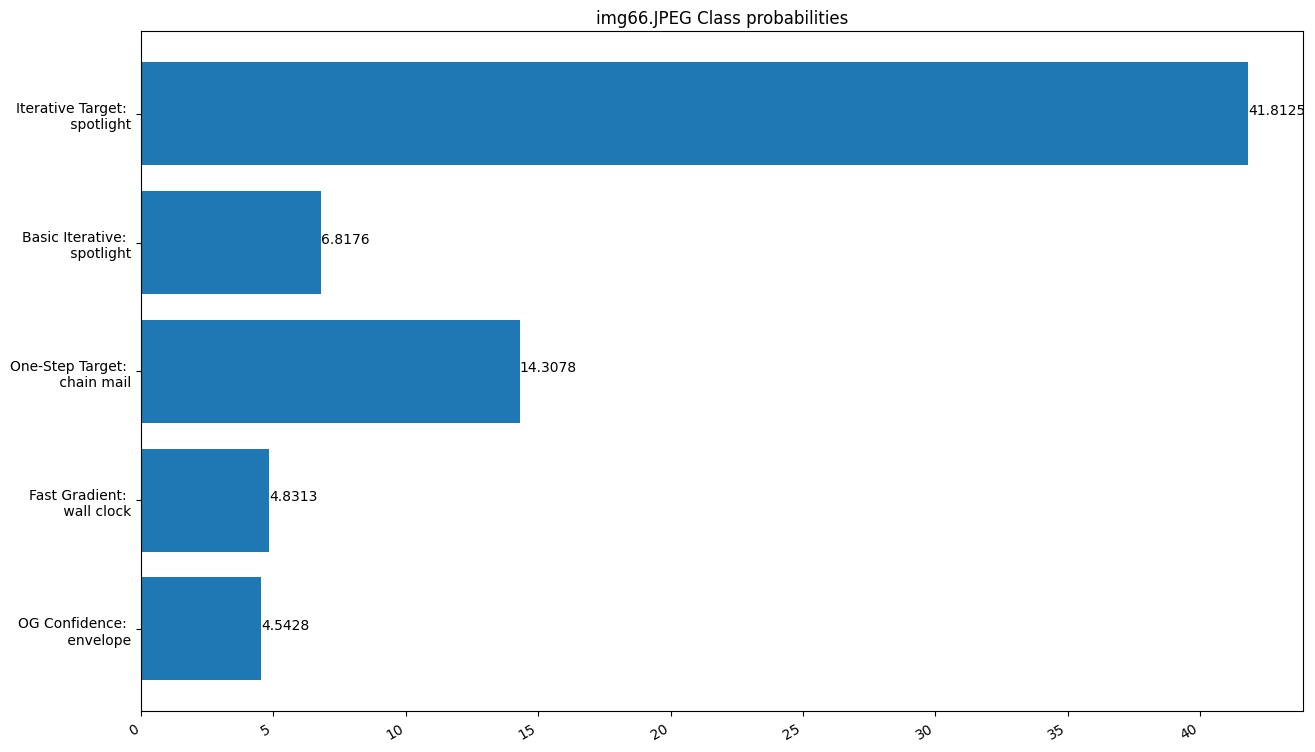 img66.JPEG Class probabilities
Iterative Target:
spotlight
41.8125
Basic Iterative:
spotlight
6.8176
One-Step Target:
chain mail
14.3078
Fast Gradient:
wall clock
4.8313
OG Confidence:
envelope
4.5428
0
5
10
15
20
25
30
35
40